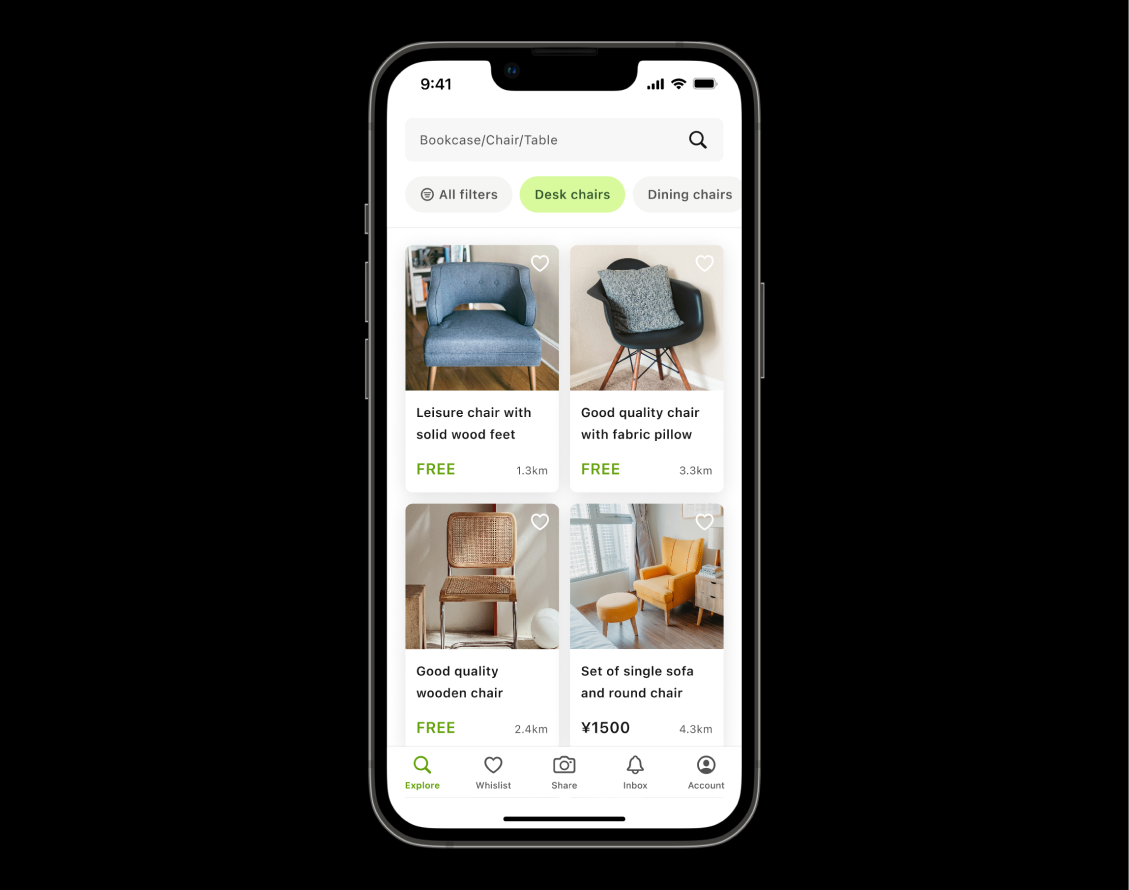 9:41
Bookcase/Chair/Table
All filters
Desk chairs
Dining chairs
Leisure chair with
solid wood feet
FREE
1.3km
Good quality chair
with fabric pillow
FREE
3.3km
Good quality
wooden chair
FREE
2.4km
Set of single sofa
and round chair
¥1500
4.3km
Explore
Whislist
Share
Inbox
Account